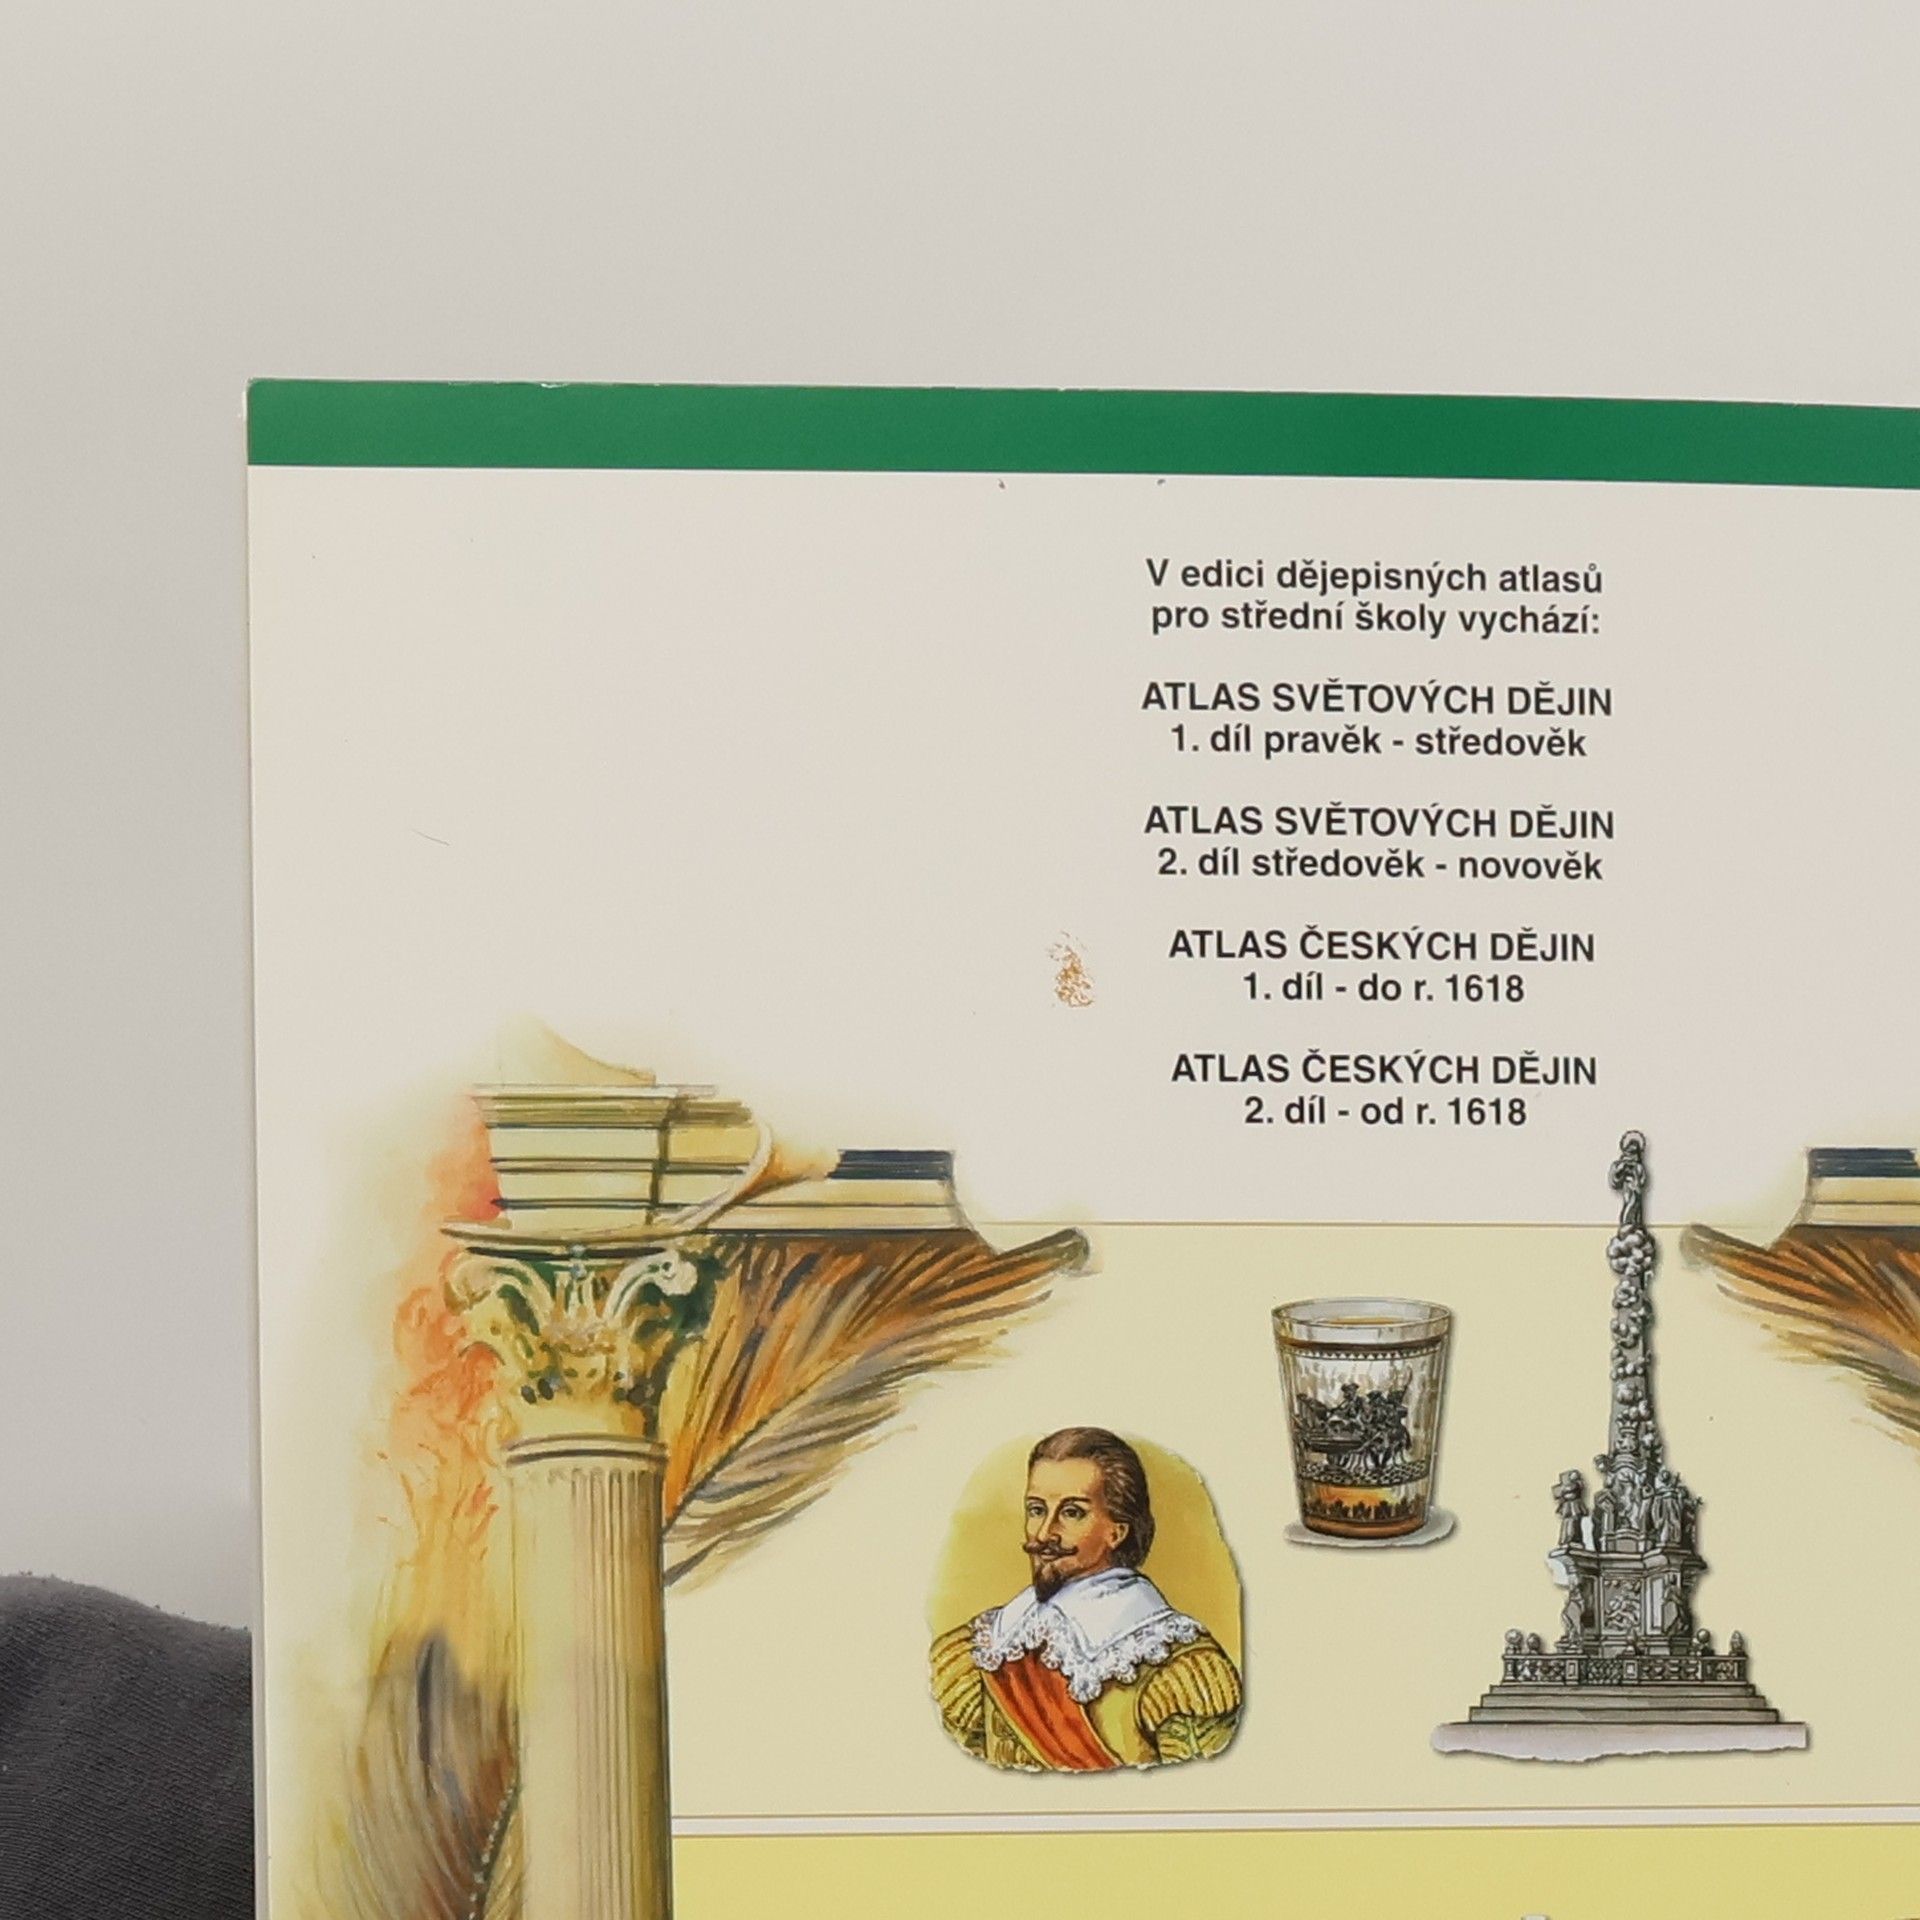 V edici dějepisných atlasů
pro střední školy vychází:
ATLAS SVĚTOVÝCH DĚJIN
1. díl pravěk - středověk
ATLAS SVĚTOVÝCH DĚJIN
2. díl středověk - novověk
ATLAS ČESKÝCH DĚJIN
1. díl - do r. 1618
ATLAS ČESKÝCH DĚJIN
2. díl - od r. 1618